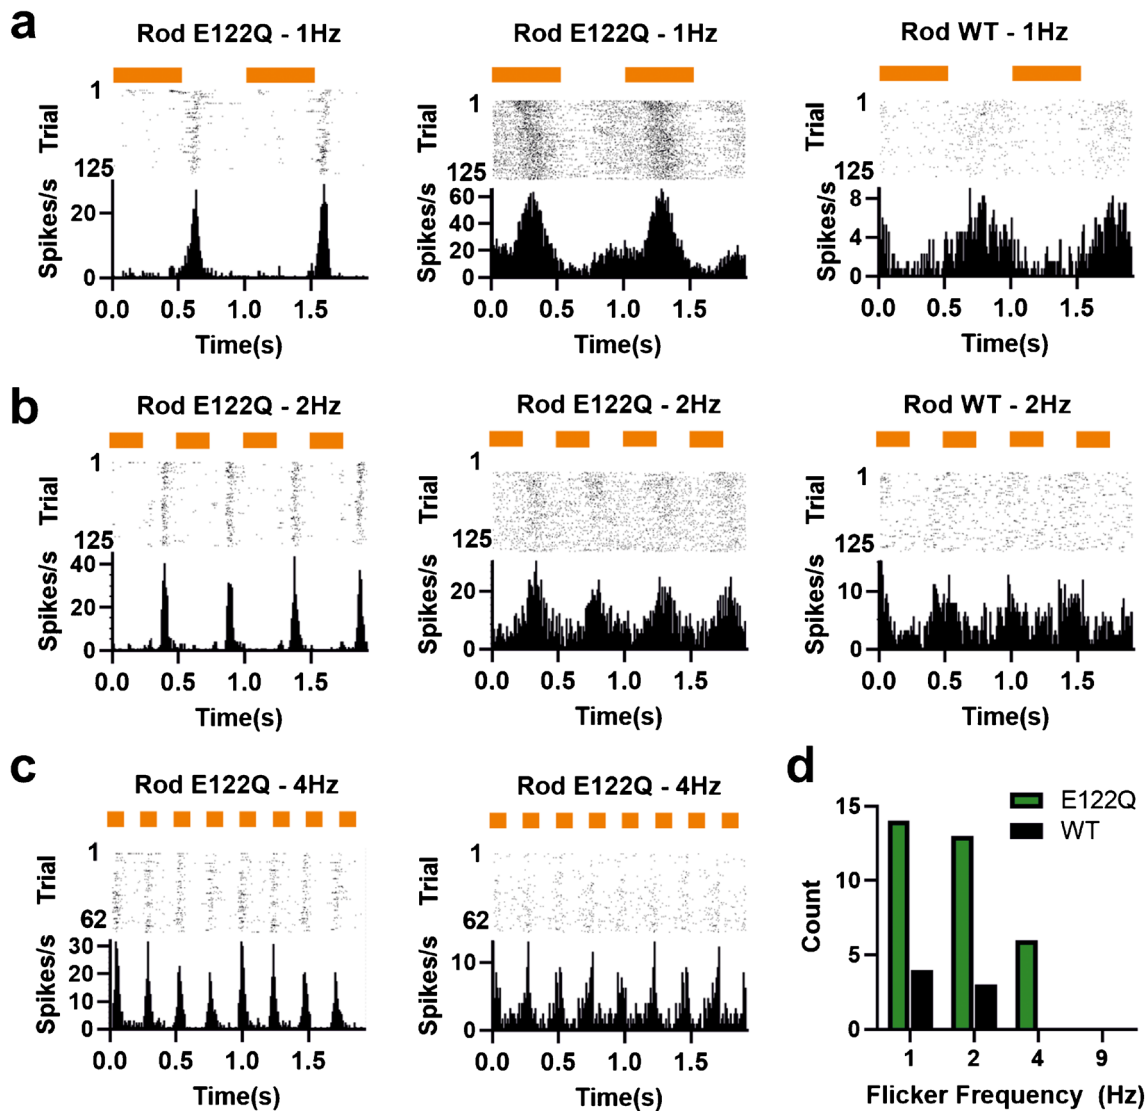 a
Rod E122Q - 1Hz
1
125
Trial
Spikes/s
20
0
0.0 0.5 1.0 1.5
Time(s)
Rod E122Q - 1Hz
1
125
Trial
Spikes/s
60
40
20
0
0.0 0.5 1.0 1.5
Time(s)
Rod WT - 1Hz
1
125
Trial
Spikes/s
8
4
0
0.0 0.5 1.0 1.5
Time(s)
b
Rod E122Q - 2Hz
1
125
Trial
Spikes/s
40
20
0
0.0 0.5 1.0 1.5
Time(s)
Rod E122Q - 2Hz
1
125
Trial
Spikes/s
20
0
0.0 0.5 1.0 1.5
Time(s)
Rod WT - 2Hz
1
125
Trial
Spikes/s
10
0
0.0 0.5 1.0 1.5
Time(s)
c
Rod E122Q - 4Hz
1
62
Trial
Spikes/s
30
20
10
0
0.0 0.5 1.0 1.5
Time(s)
Rod E122Q - 4Hz
1
62
Trial
Spikes/s
10
0
0.0 0.5 1.0 1.5
Time(s)
d
E122Q
WT
Count
15
10
5
0
1 2 4 9
Flicker Frequency (Hz)